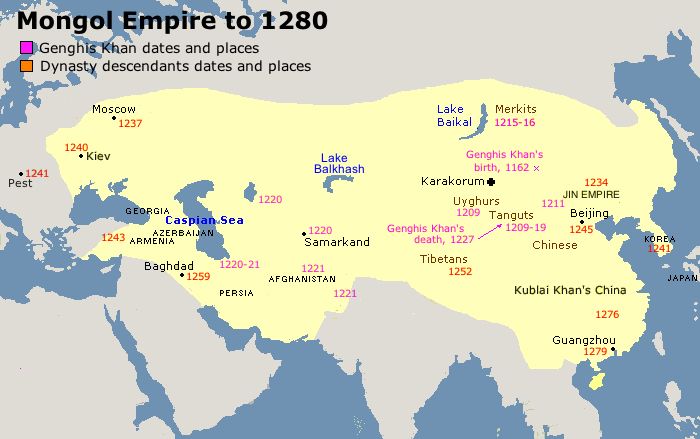 Mongol Empire to 1280
Genghis Khan dates and places
Dynasty descendants dates and places
Moscow
1237
Lake
Baikal
Merkits
1215-16
1240
Kiev
1241
Pest
Lake
Balkhash
Genghis Khan's
birth, 1162 ×
Karakorum
1234
JIN EMPIRE
1220
Uyghurs
1209
1211
Tanguts
1209-19
Beijing
1245
GEORGIA
Caspian Sea
AZERBAIJAN
ARMENIA
1243
1220
Samarkand
Genghis Khan's
death, 1227
Chinese
KOREA
1241
Baghdad
1259
1220-21
1221
AFGHANISTAN
PERSIA
1221
Tibetans
1252
JAPAN
Kublai Khan's China
1276
Guangzhou
1279